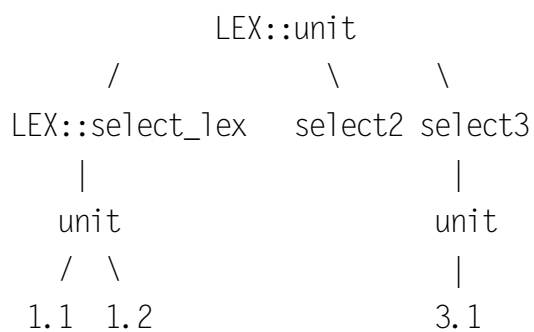 LEX::unit
/ \ \
LEX::select_lex select2 select3
| |
unit unit
/ \ |
1.1 1.2 3.1